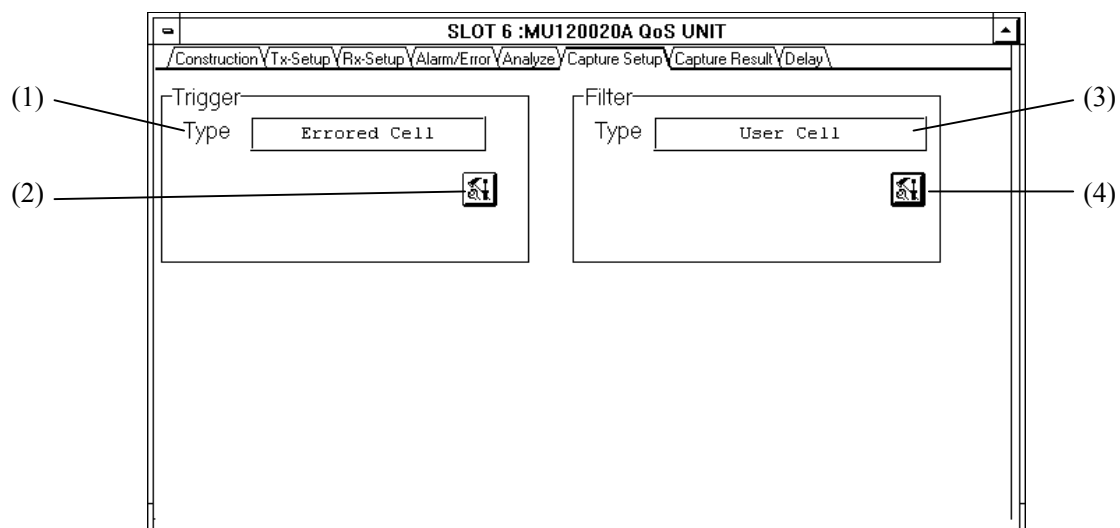 SLOT 6 :MU120020A QoS UNIT
Construction Tx-Setup Rx-Setup Alarm/Error Analyze Capture Setup Capture Result Delay
(1) Trigger Filter (3)
Type Errored Cell Type User Cell
(2) (4)